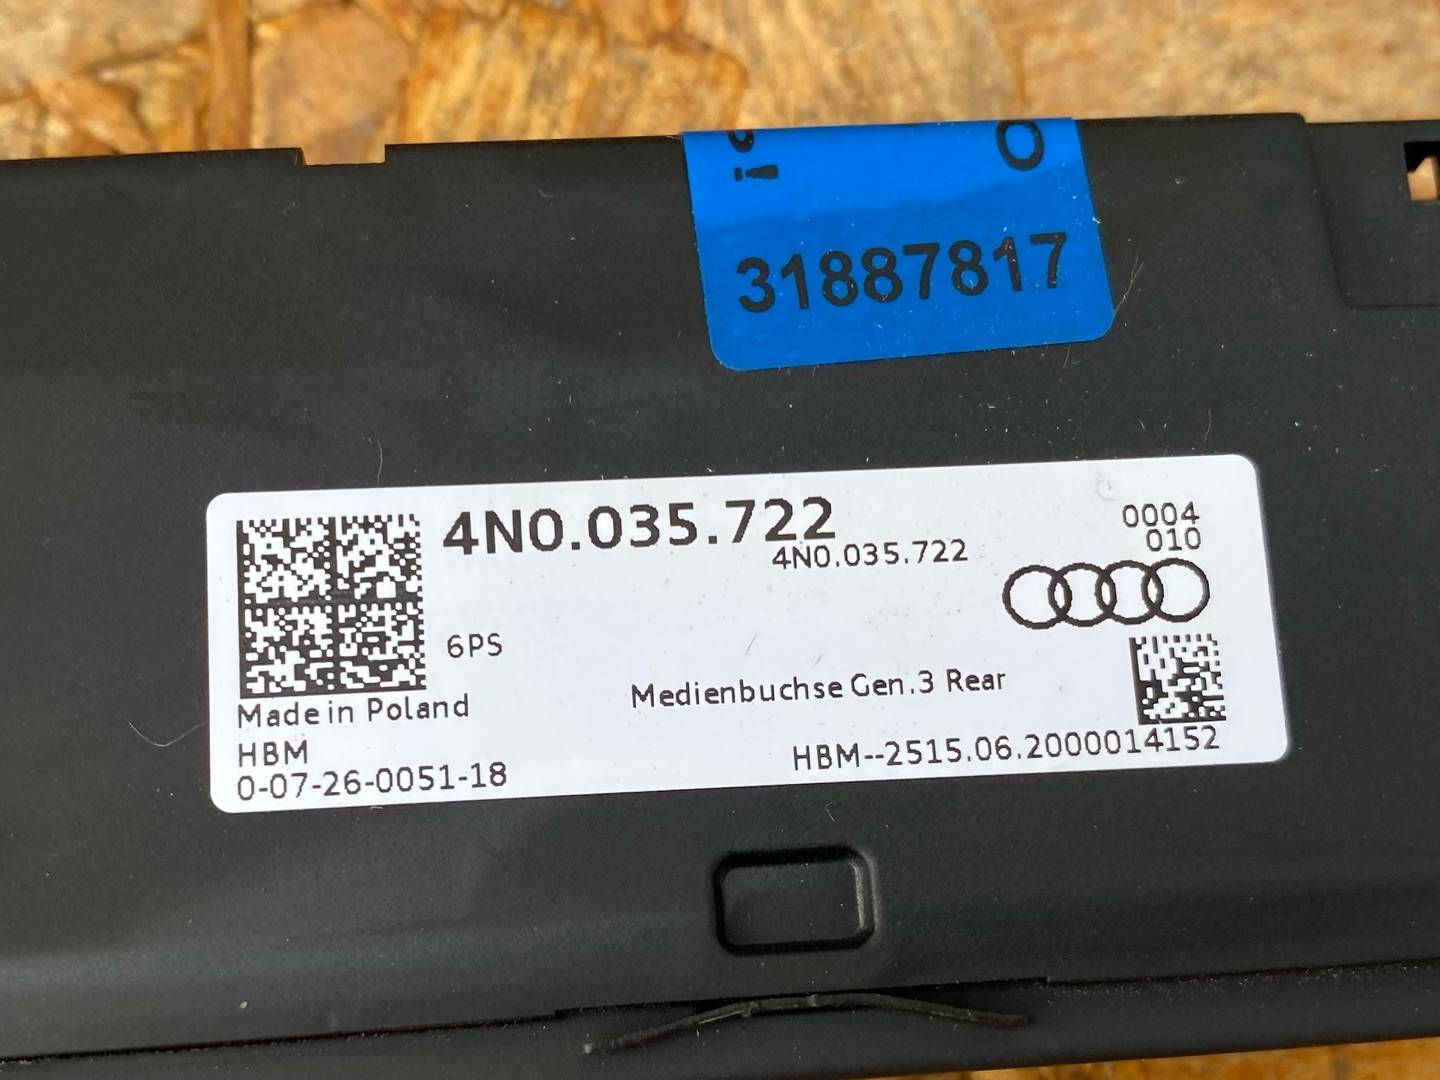 31887817
4N0.035.722
4N0.035.722
0004
010
6PS
Made in Poland
Medienbuchse Gen.3 Rear
HBM
HBM--2515.06.2000014152
0-07-26-0051-18